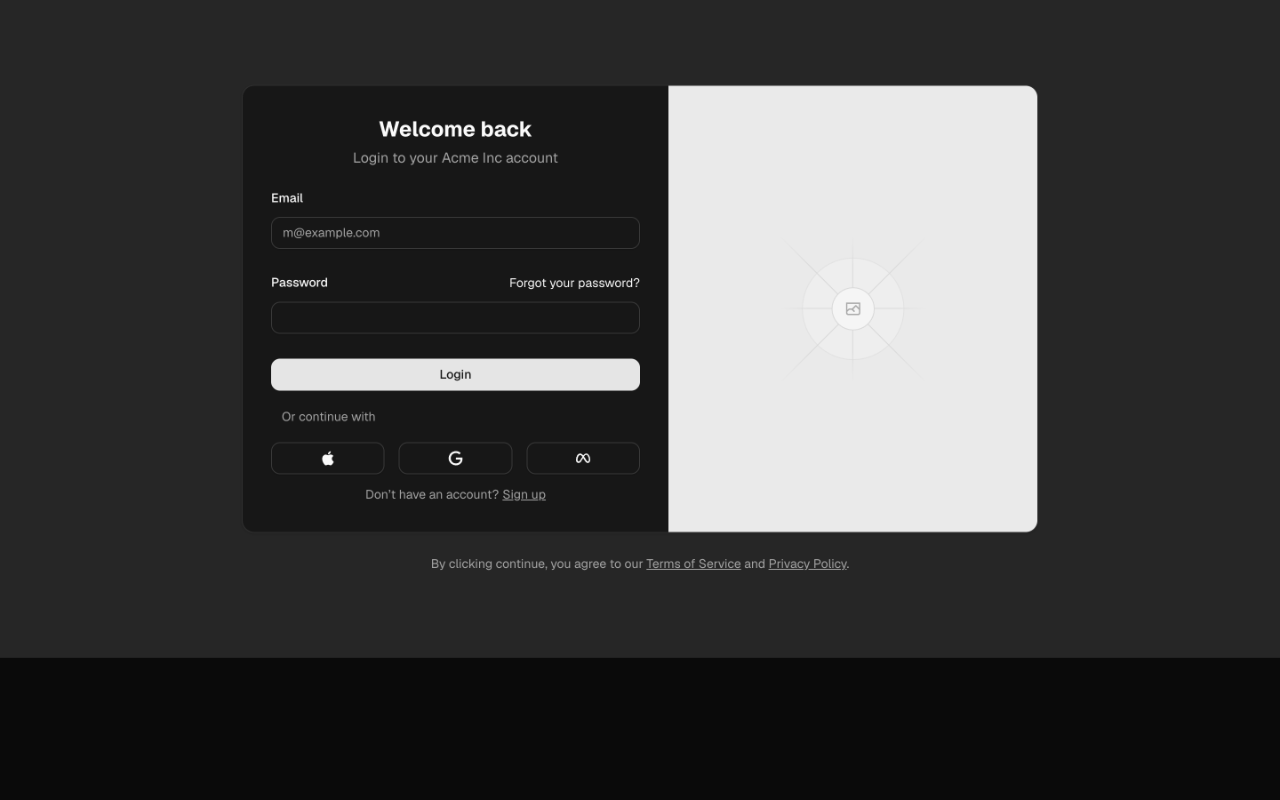 Welcome back
Login to your Acme Inc account
Email
m@example.com
Password
Forgot your password?
Login
Or continue with
Don't have an account? Sign up
By clicking continue, you agree to our Terms of Service and Privacy Policy.